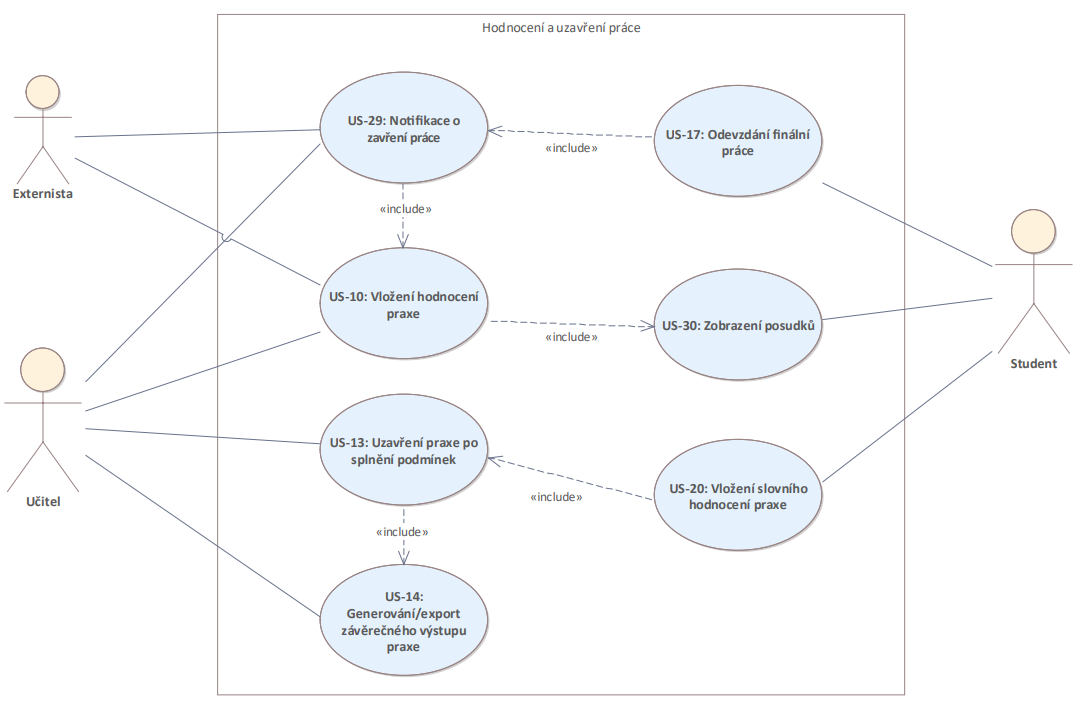 Hodnocení a uzavření práce
Externista
US-29: Notifikace o
zavření práce
«include»
US-17: Odevzdání finální
práce
«include»
US-10: Vložení hodnocení
praxe
«include»
US-30: Zobrazení posudků
Student
Učitel
US-13: Uzavření praxe po
splnění podmínek
«include»
US-20: Vložení slovního
hodnocení praxe
«include»
US-14:
Generování/export
závěrečného výstupu
praxe